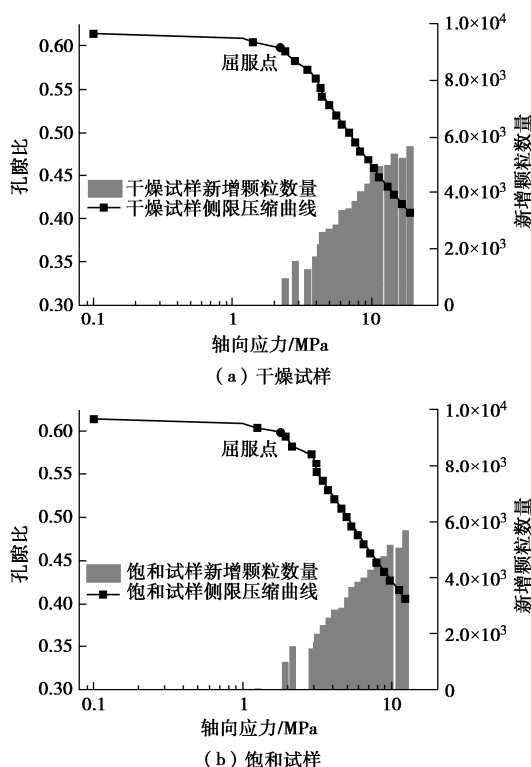 0.60
0.55
0.50
0.45
0.40
0.35
0.30
孔隙比
屈服点
干燥试样新增颗粒数量
干燥试样侧限压缩曲线
1.0×10⁴
8.0×10³
6.0×10³
4.0×10³
2.0×10³
0
新增颗粒数量
0.1
1
10
轴向应力/MPa
(a) 干燥试样
0.60
0.55
0.50
0.45
0.40
0.35
0.30
孔隙比
屈服点
饱和试样新增颗粒数量
饱和试样侧限压缩曲线
1.0×10⁴
8.0×10³
6.0×10³
4.0×10³
2.0×10³
0
新增颗粒数量
0.1
1
10
轴向应力/MPa
(b) 饱和试样